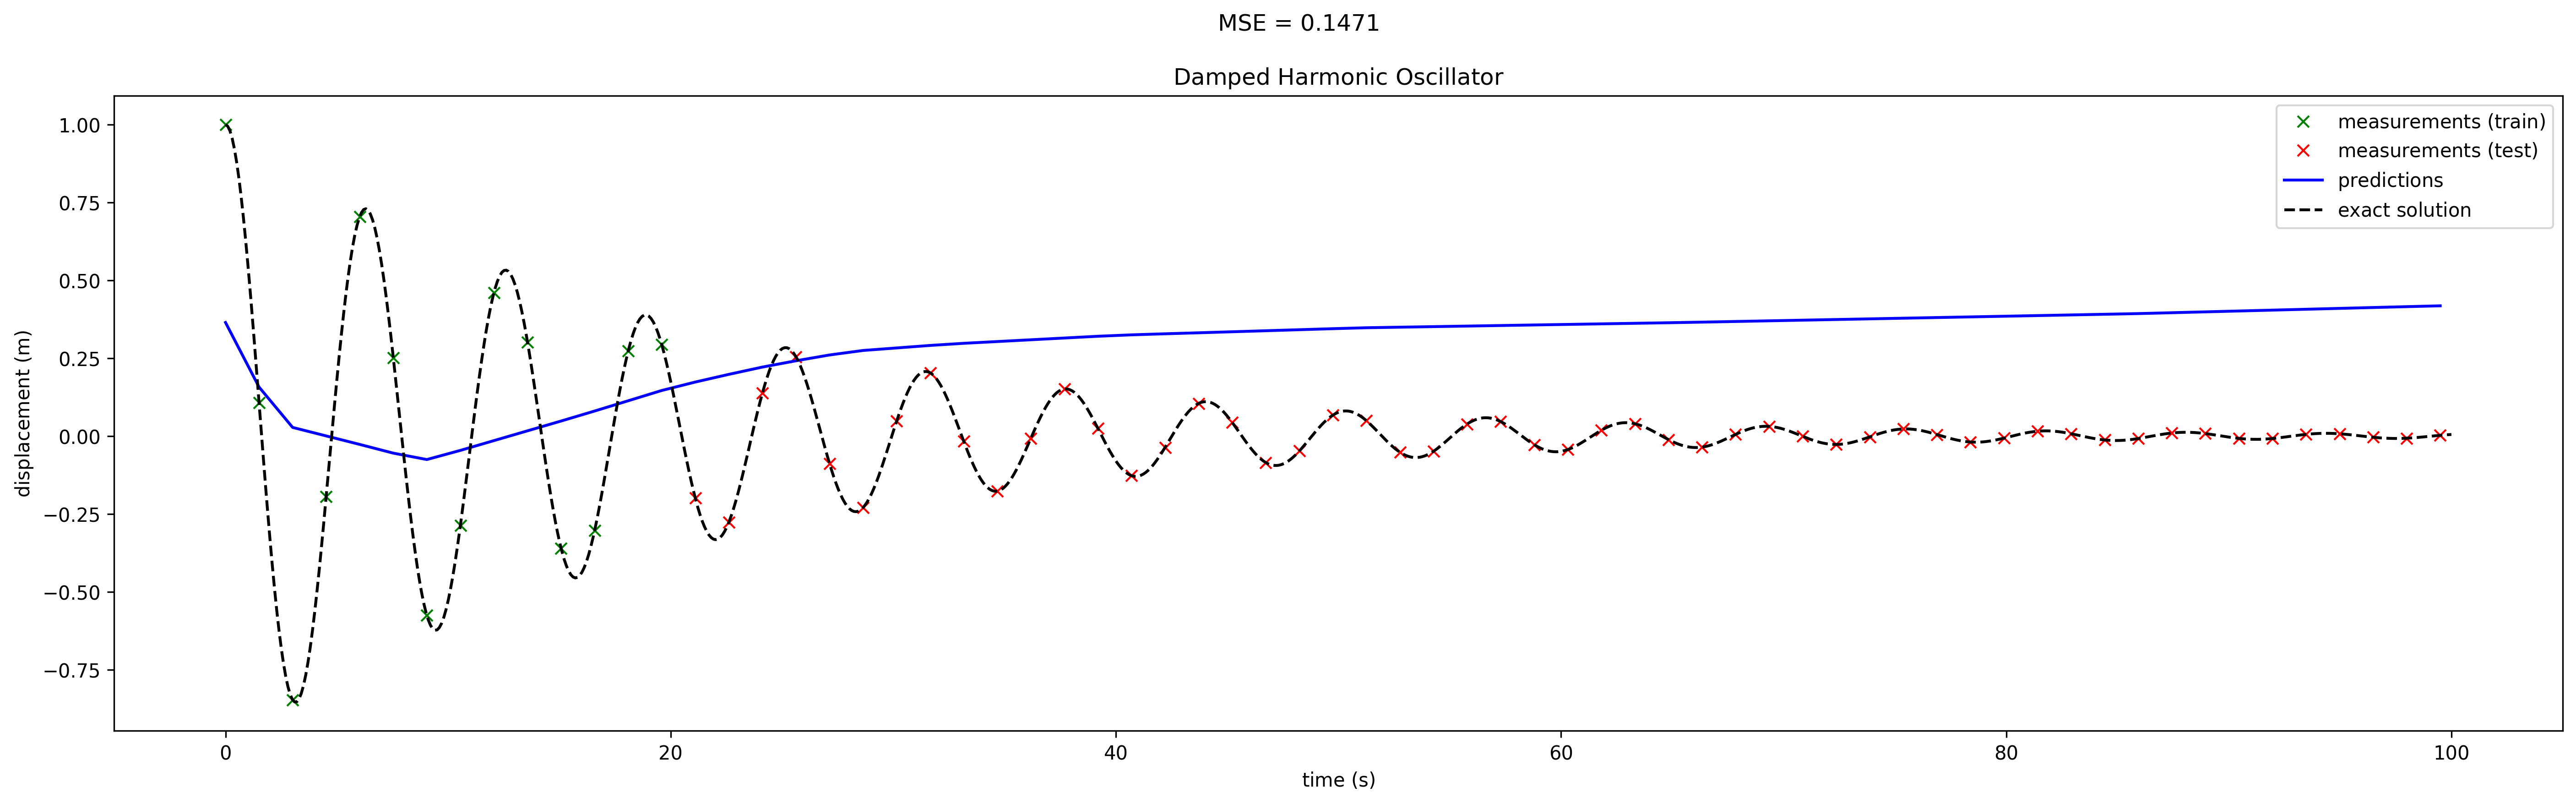 MSE = 0.1471
Damped Harmonic Oscillator
measurements (train)
measurements (test)
predictions
exact solution
displacement (m)
1.00
0.75
0.50
0.25
0.00
−0.25
−0.50
−0.75
0 20 40 60 80 100
time (s)